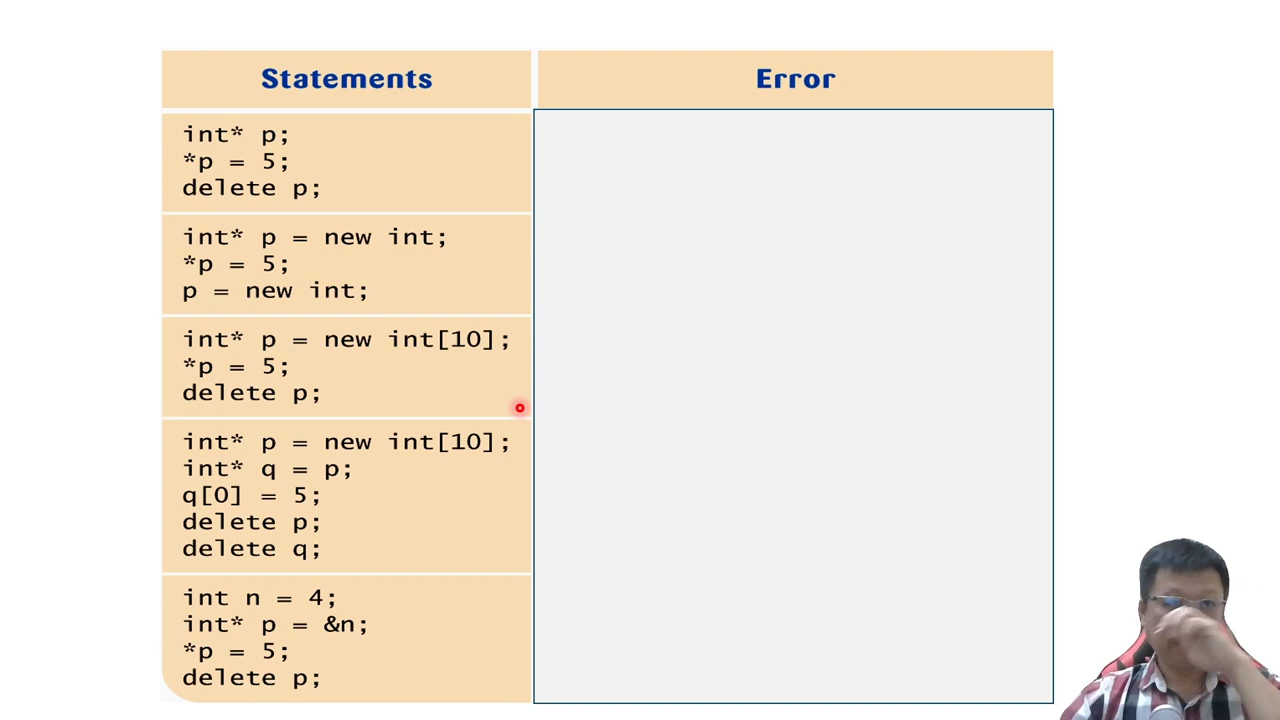 Statements
Error
int* p;
*p = 5;
delete p;
int* p = new int;
*p = 5;
p = new int;
int* p = new int[10];
*p = 5;
delete p;
int* p = new int[10];
int* q = p;
q[0] = 5;
delete p;
delete q;
int n = 4;
int* p = &n;
*p = 5;
delete p;